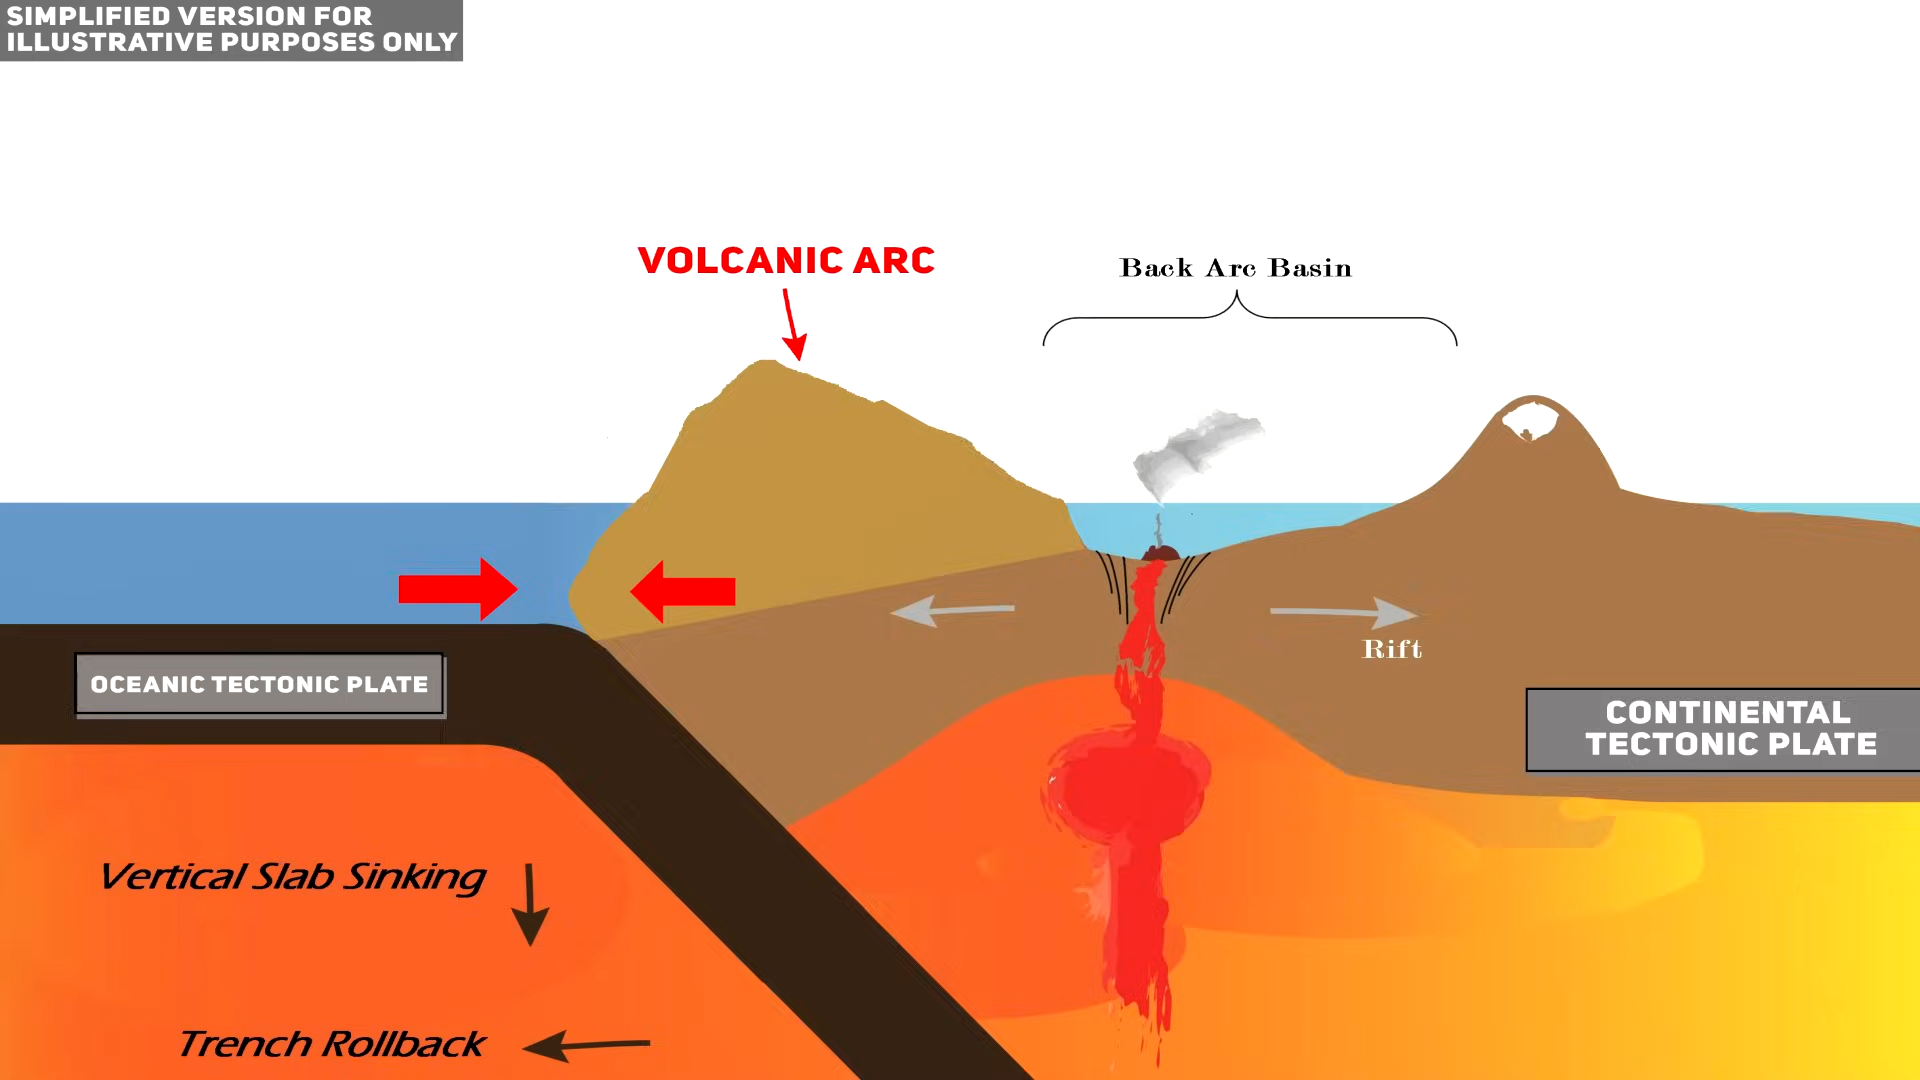 SIMPLIFIED VERSION FOR
ILLUSTRATIVE PURPOSES ONLY
VOLCANIC ARC
Back Arc Basin
Rift
OCEANIC TECTONIC PLATE
CONTINENTAL
TECTONIC PLATE
Vertical Slab Sinking
Trench Rollback